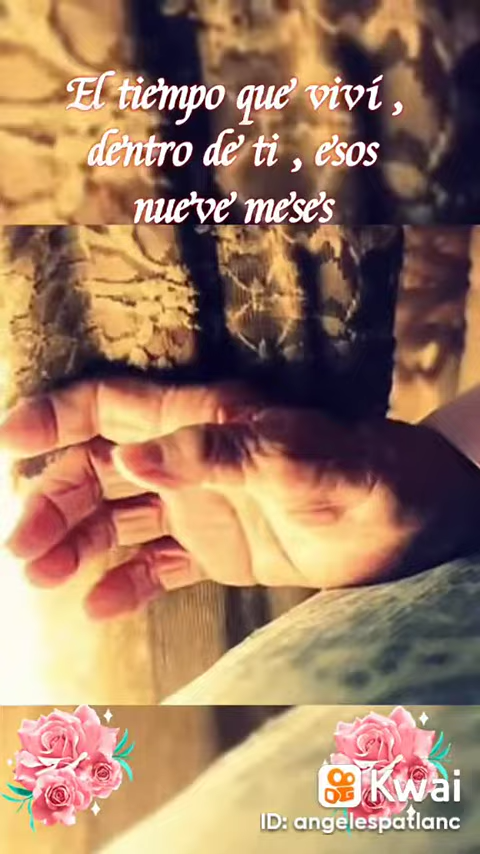 El tiempo que viví ,
dentro de ti , esos
nueve meses
Kwai
ID: angelespatlanc